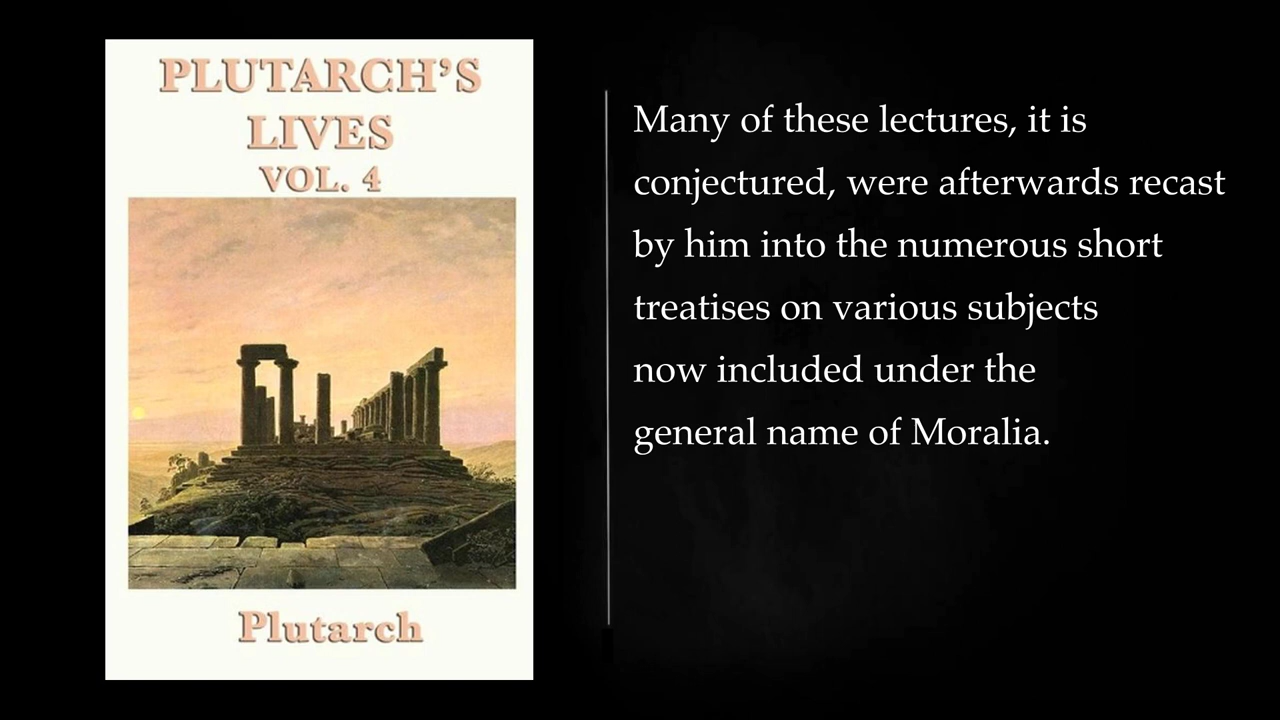 PLUTARCH'S
LIVES
VOL. 4
Plutarch
Many of these lectures, it is
conjectured, were afterwards recast
by him into the numerous short
treatises on various subjects
now included under the
general name of Moralia.